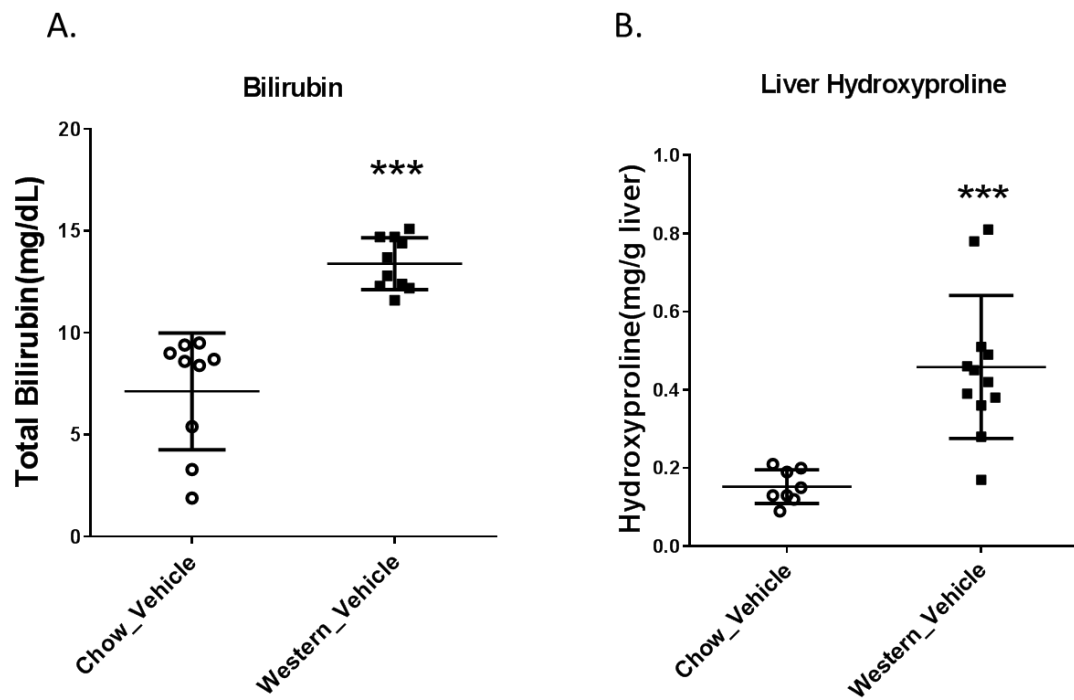 A.
Bilirubin
Total Bilirubin(mg/dL)
20
15
10
5
0
***
Chow_Vehicle
Western_Vehicle
B.
Liver Hydroxyproline
Hydroxyproline(mg/g liver)
1.0
0.8
0.6
0.4
0.2
0.0
***
Chow_Vehicle
Western_Vehicle